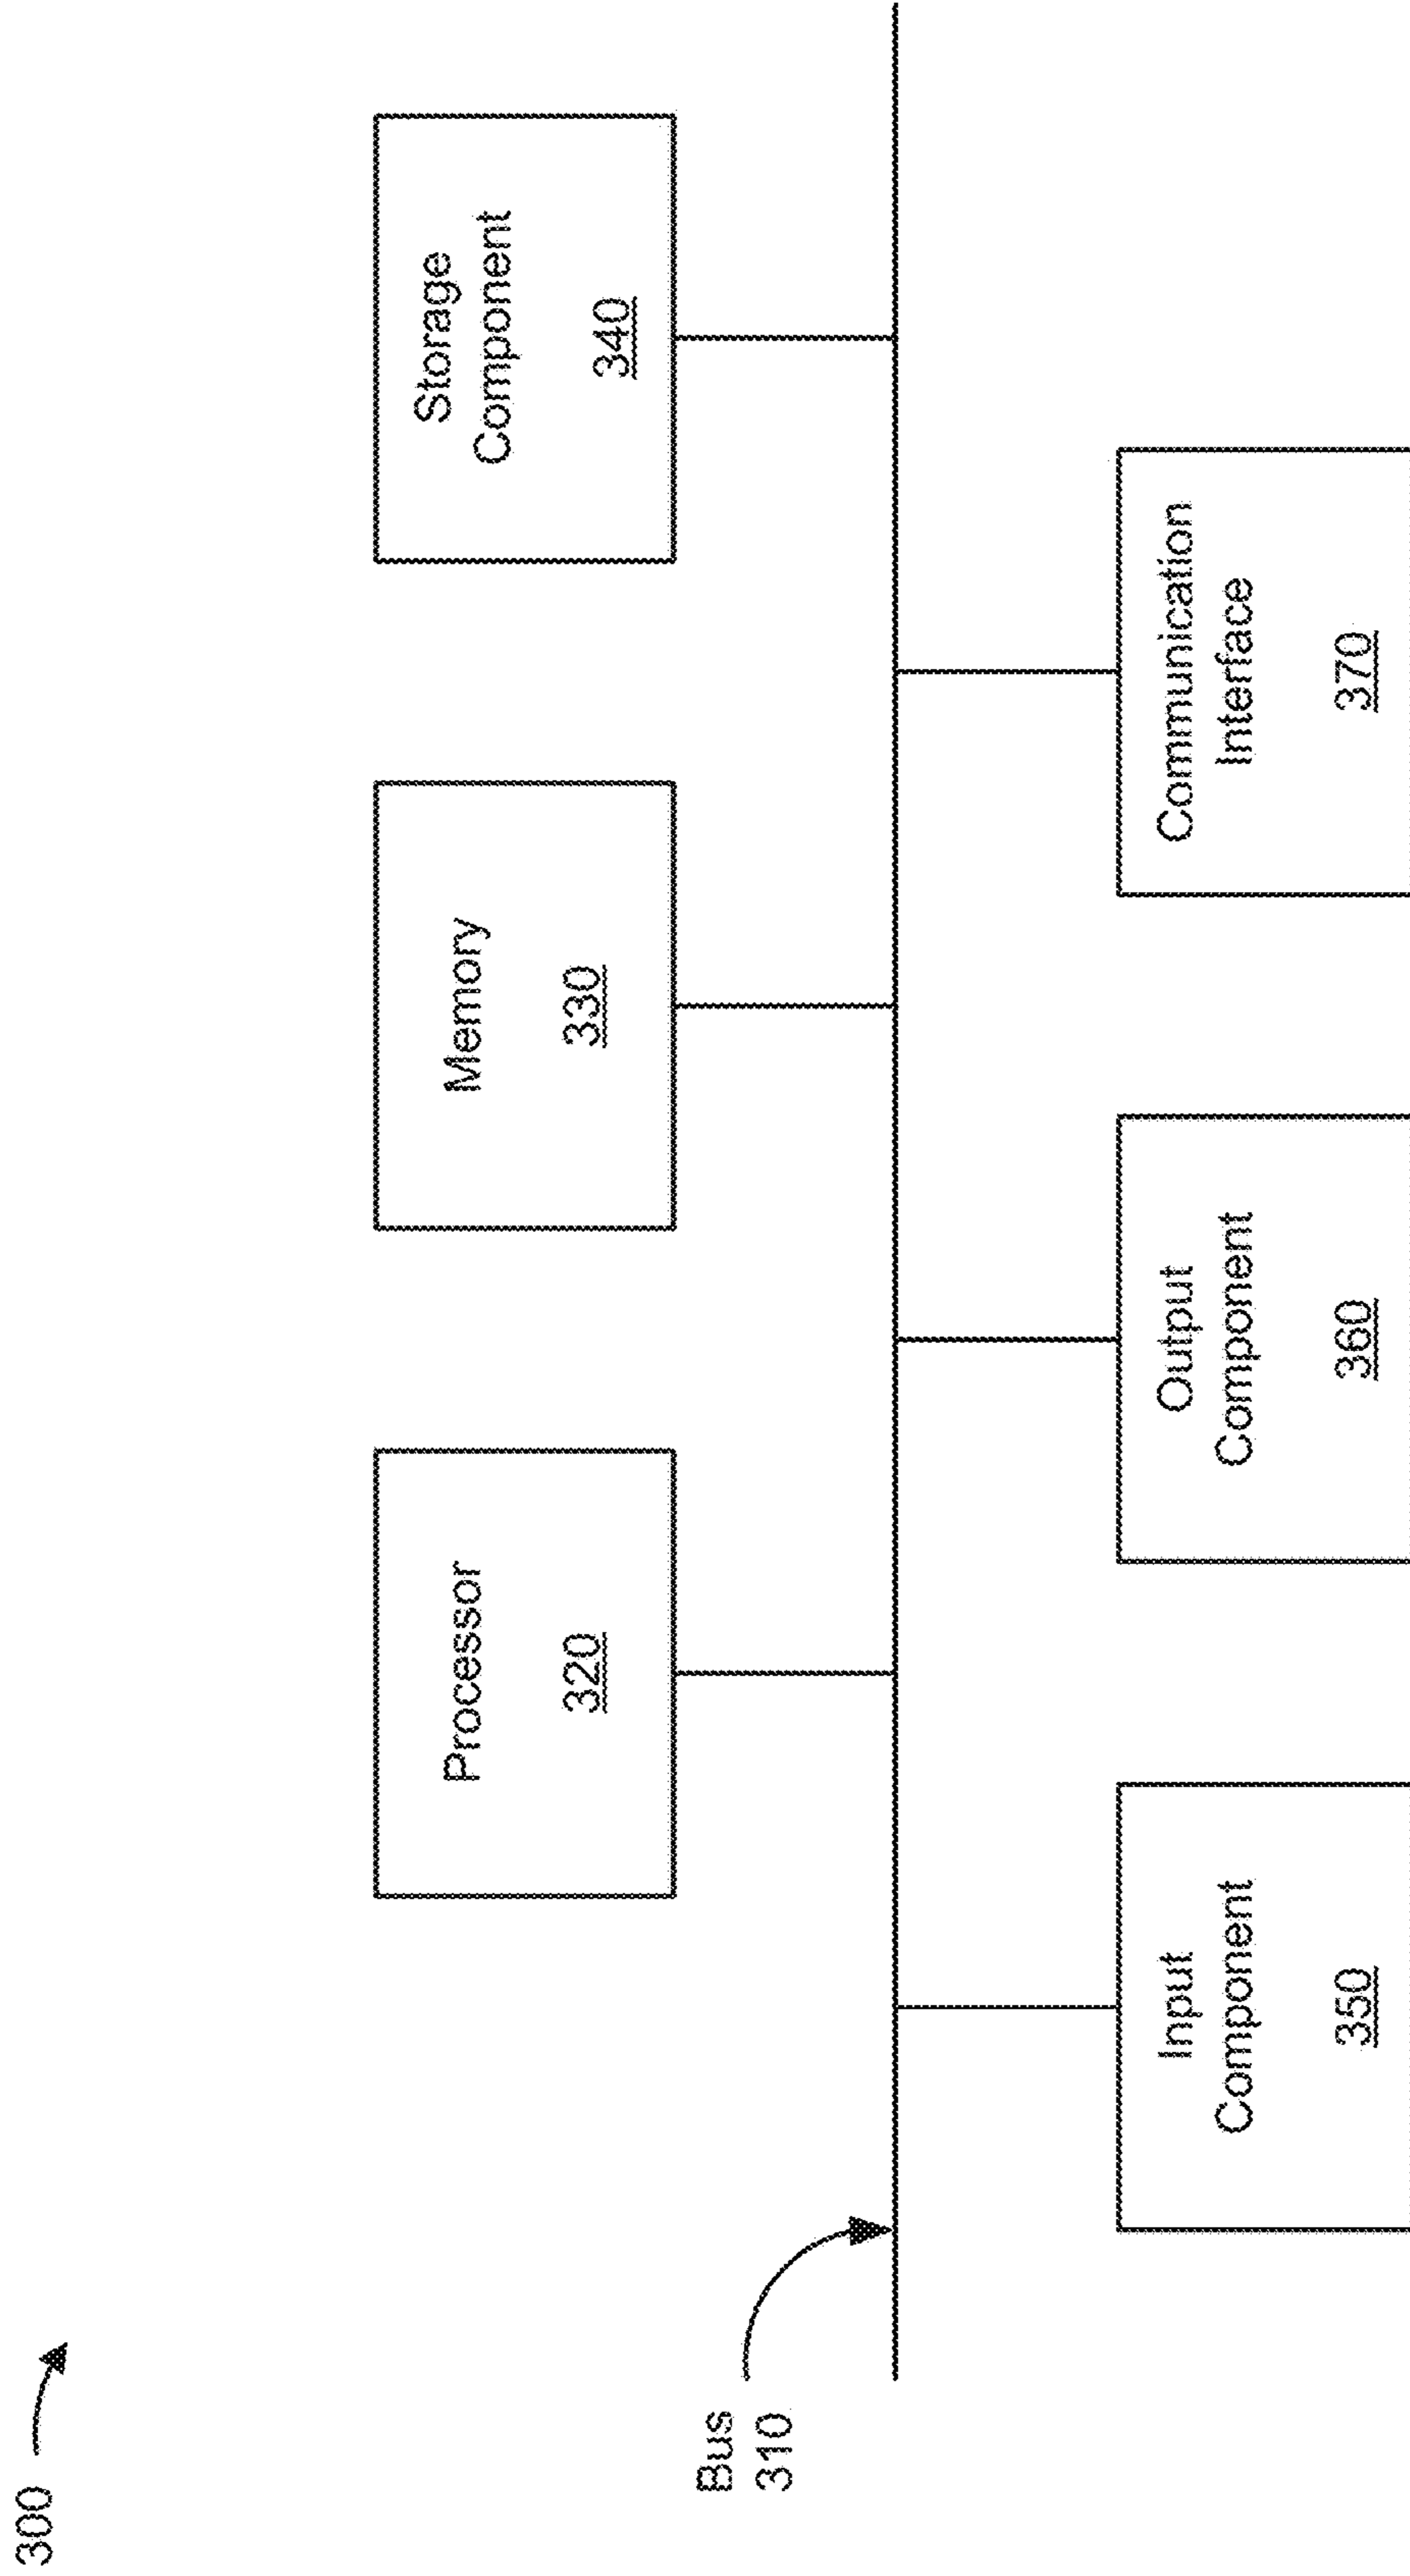 300
Processor
320
Memory
330
Storage
Component
340
Bus
310
Input
Component
350
Output
Component
360
Communication
Interface
370